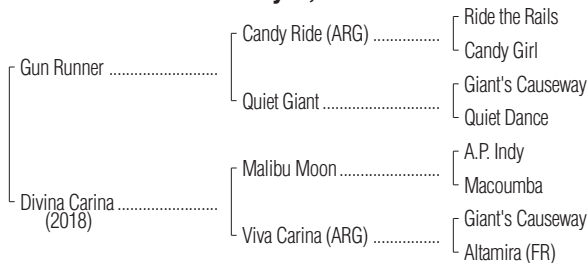 Ride the Rails
Candy Ride (ARG) ................
Candy Girl
Gun Runner ..........................
Giant's Causeway
Quiet Giant ............................
Quiet Dance
A.P. Indy
Malibu Moon ........................
Macoumba
Divina Carina ........................
(2018)
Giant's Causeway
Viva Carina (ARG) ................
Altamira (FR)